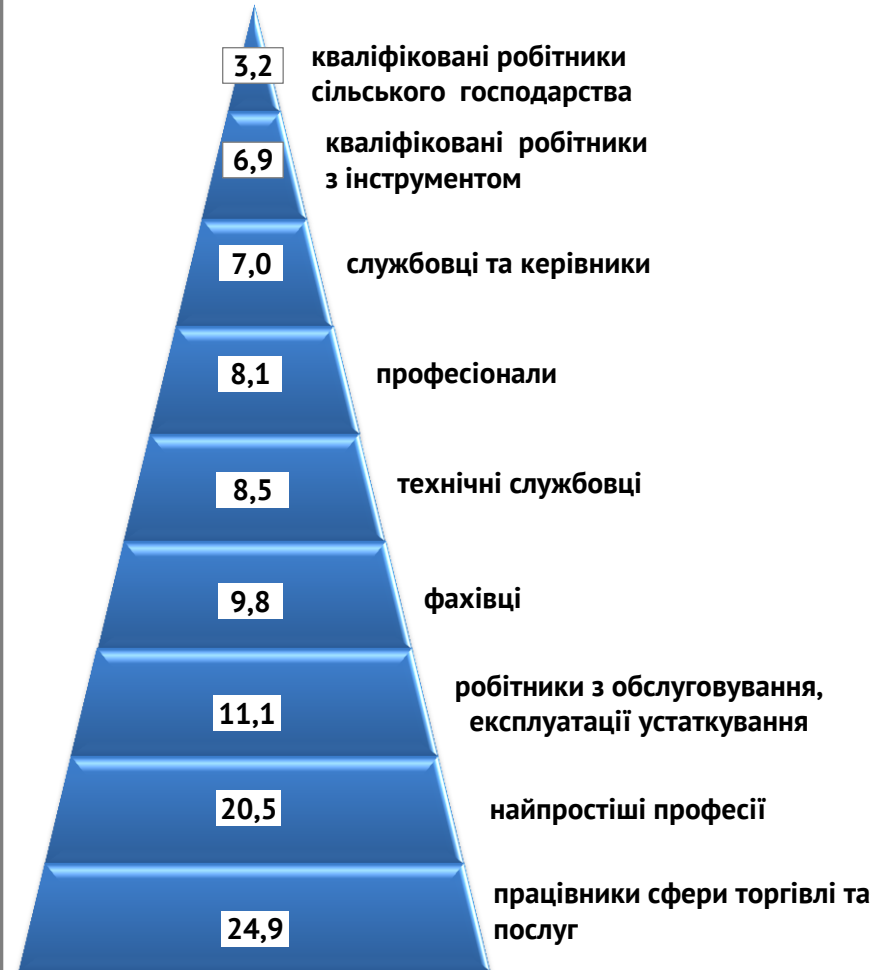 3,2
кваліфіковані робітники
сільського господарства
6,9
кваліфіковані робітники
з інструментом
7,0
службовці та керівники
8,1
професіонали
8,5
технічні службовці
9,8
фахівці
11,1
робітники з обслуговування,
експлуатації устаткування
20,5
найпростіші професії
24,9
працівники сфери торгівлі та
послуг